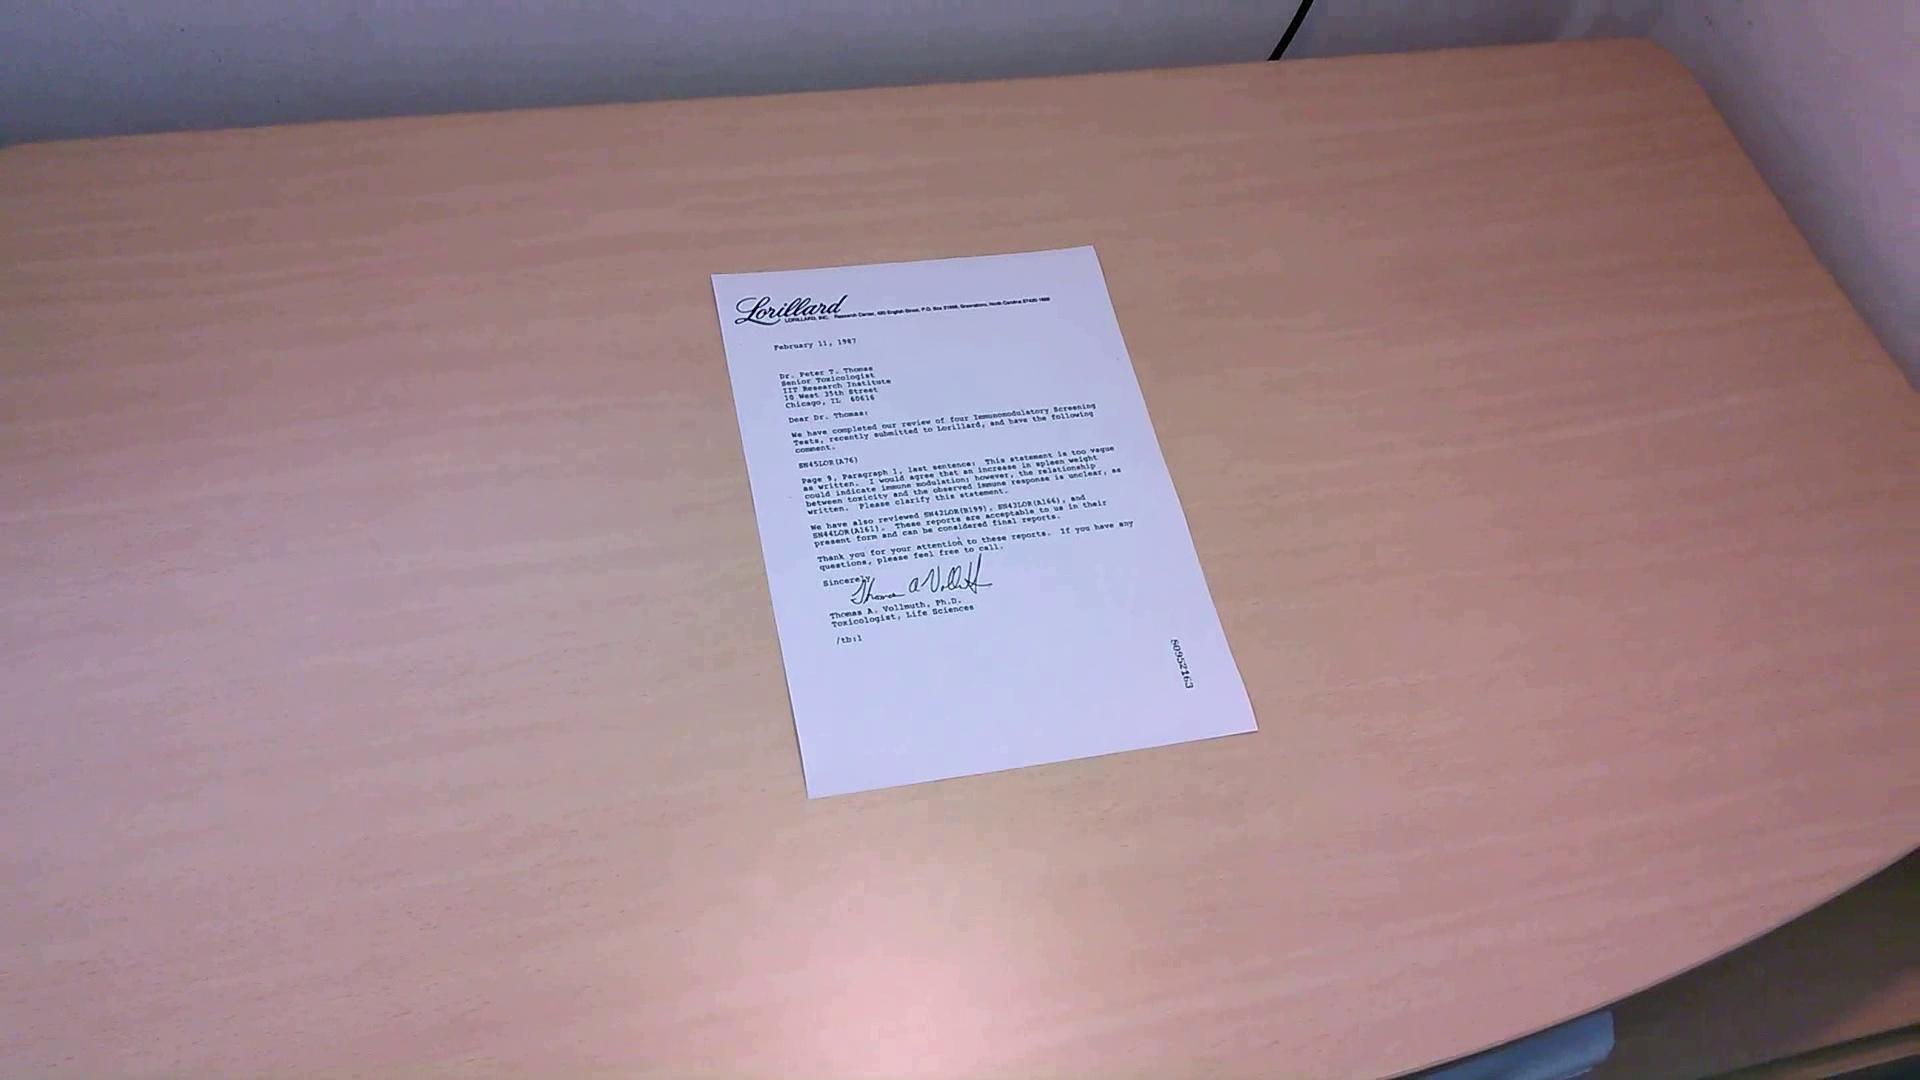 Lorillard
LORILLARD, INC. Research Center, 420 English Street, P.O. Box 21688, Greensboro, North Carolina 27420-1688
February 11, 1987
Dr. Peter T. Thomas
Senior Toxicologist
IIT Research Institute
10 West 35th Street
Chicago, IL 60616
Dear Dr. Thomas:
We have completed our review of four Immunomodulatory Screening
Tests, recently submitted to Lorillard, and have the following
comment.
SN45LOR(A76)
Page 9, Paragraph 1, last sentence: This statement is too vague
as written. I would agree that an increase in spleen weight
could indicate immune modulation; however, the relationship
between toxicity and the observed immune response is unclear, as
written. Please clarify this statement.
We have also reviewed SN42LOR(B199), SN43LOR(A166), and
SN44LOR(A161). These reports are acceptable to us in their
present form and can be considered final reports.
Thank you for your attention to these reports. If you have any
questions, please feel free to call.
Sincerely,
Thomas A Vollmuth
Thomas A. Vollmuth, Ph.D.
Toxicologist, Life Sciences
/tb:1
80952163